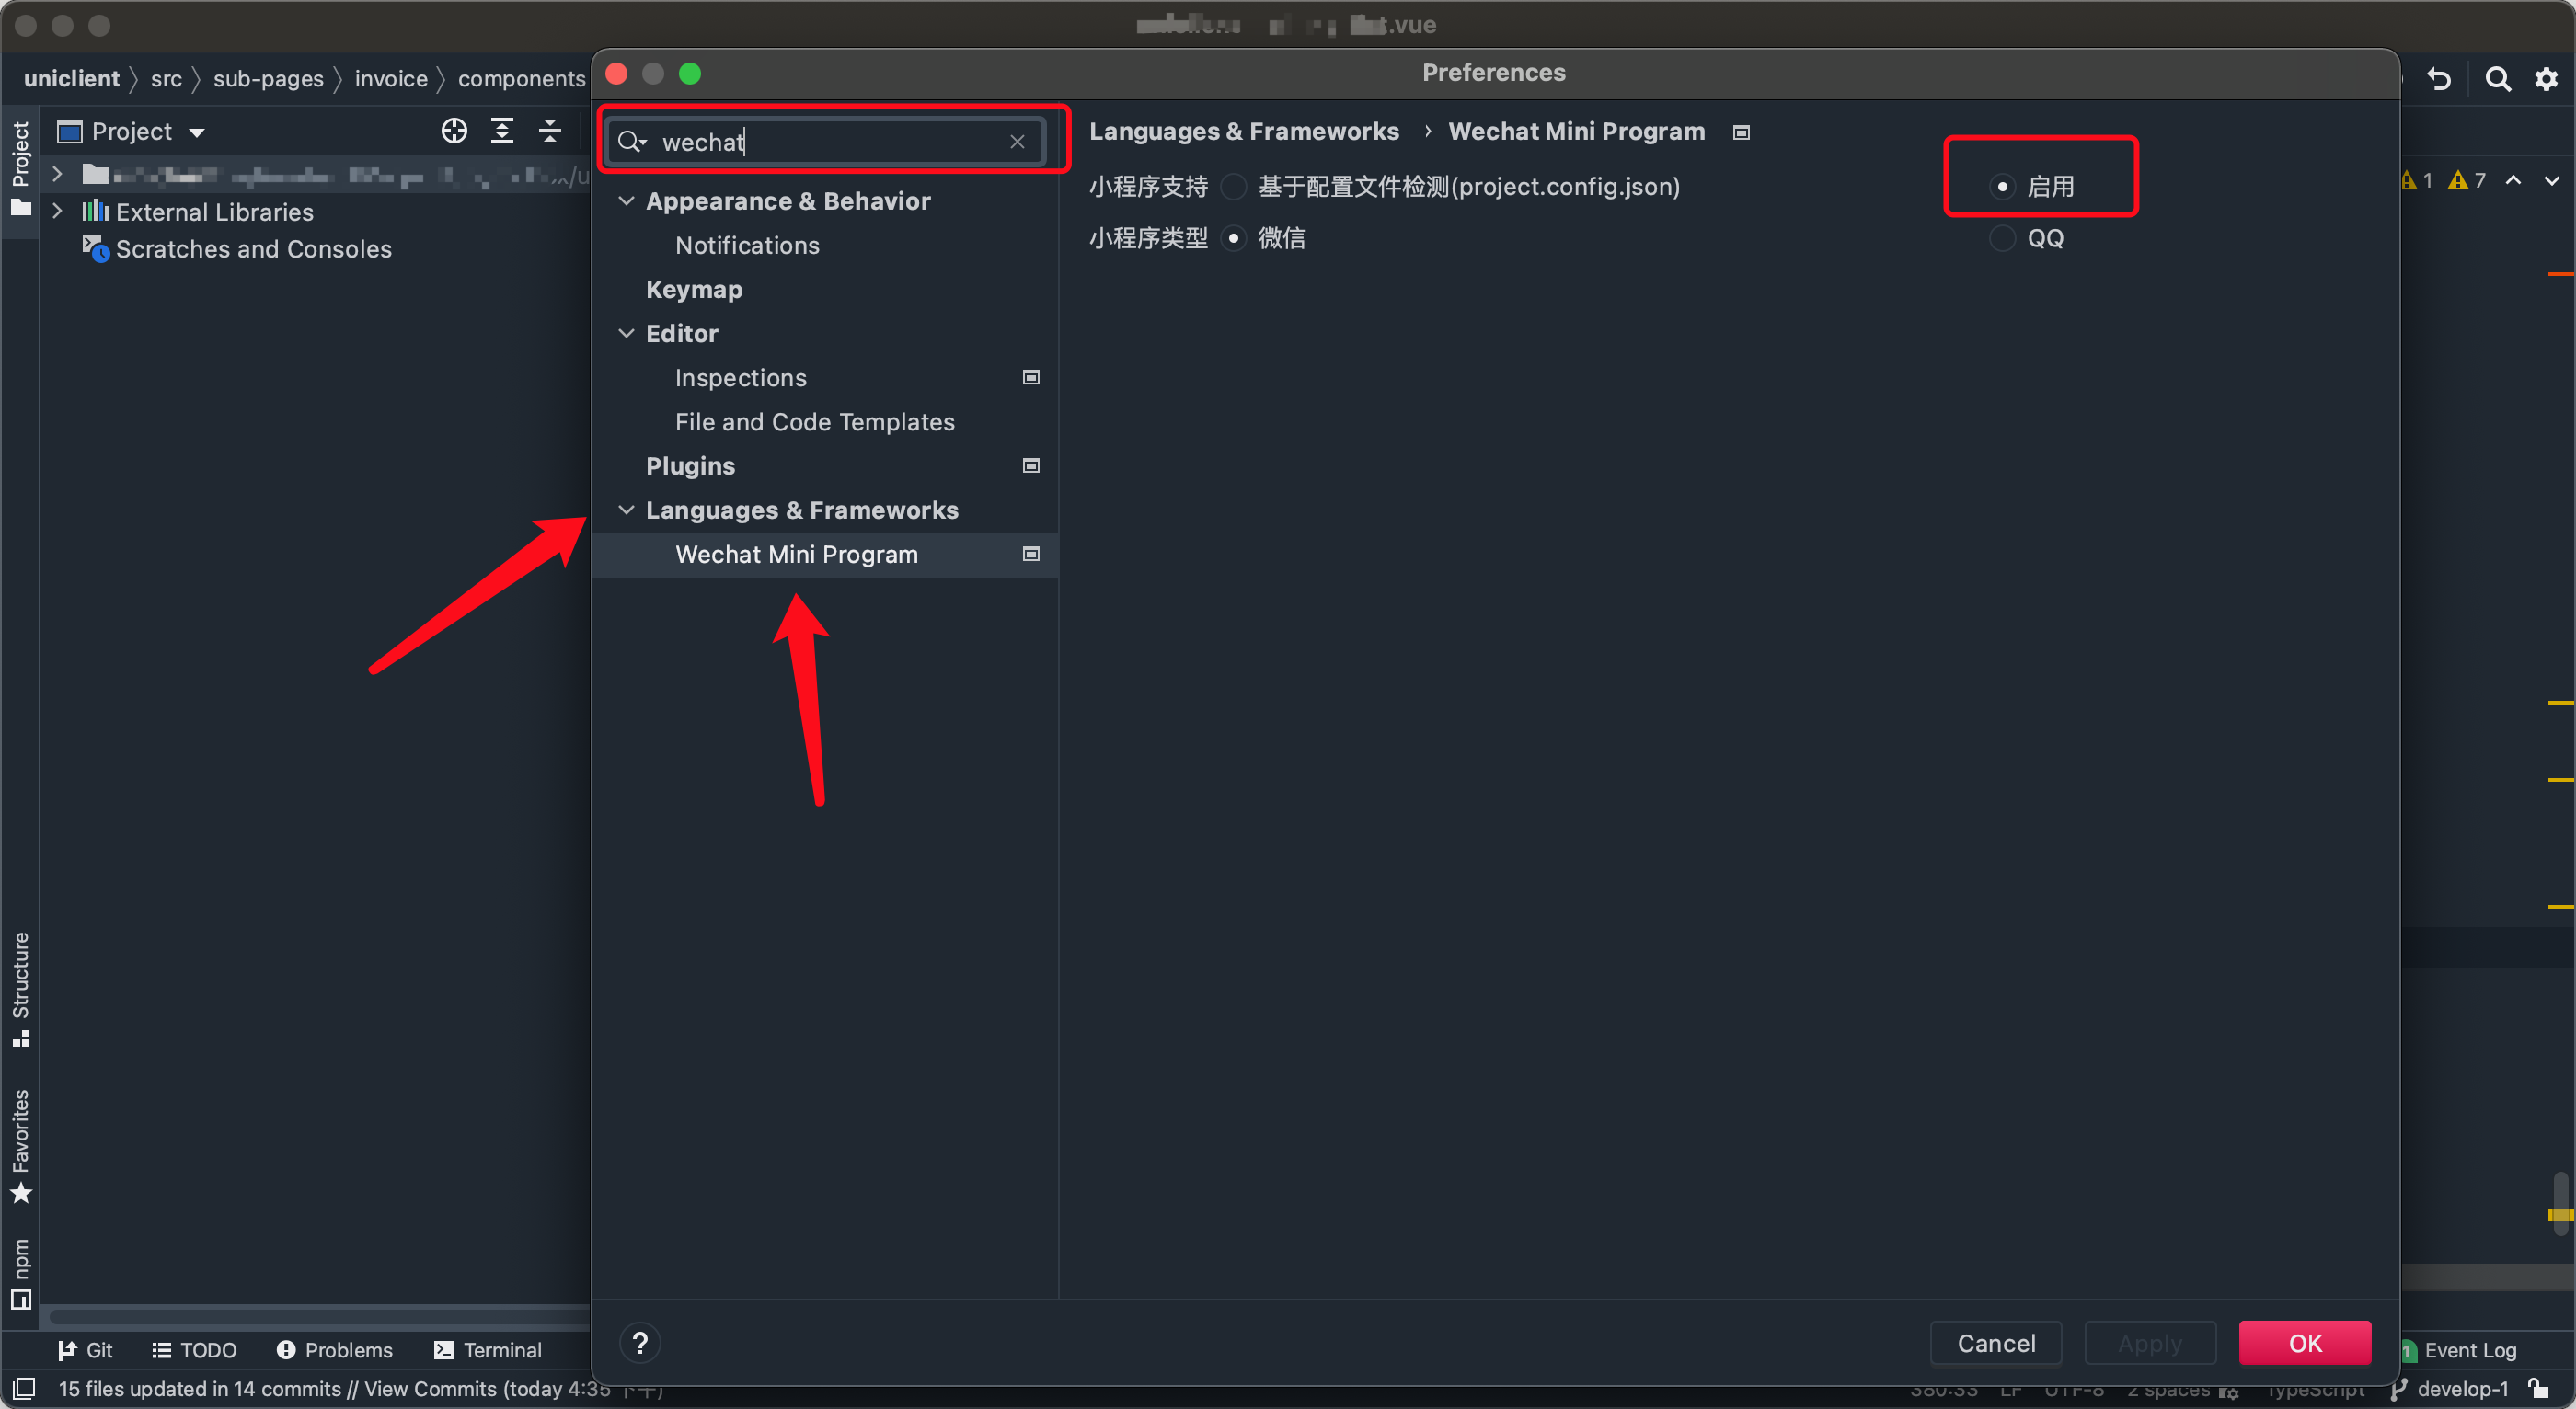 .vue
uniclient src sub-pages invoice components
Preferences
Project
Project
wechat
Languages & Frameworks › Wechat Mini Program
小程序支持 基于配置文件检测(project.config.json) 启用
小程序类型 微信 QQ
1 7
External Libraries
Scratches and Consoles
Appearance & Behavior
Notifications
Keymap
Editor
Inspections
File and Code Templates
Plugins
Languages & Frameworks
Wechat Mini Program
Structure
Favorites
npm
?
Cancel Apply OK
Git TODO Problems Terminal
1 Event Log
15 files updated in 14 commits // View Commits (today 4:35
380:33 LF UTF-8 2 spaces TypeScript develop-1